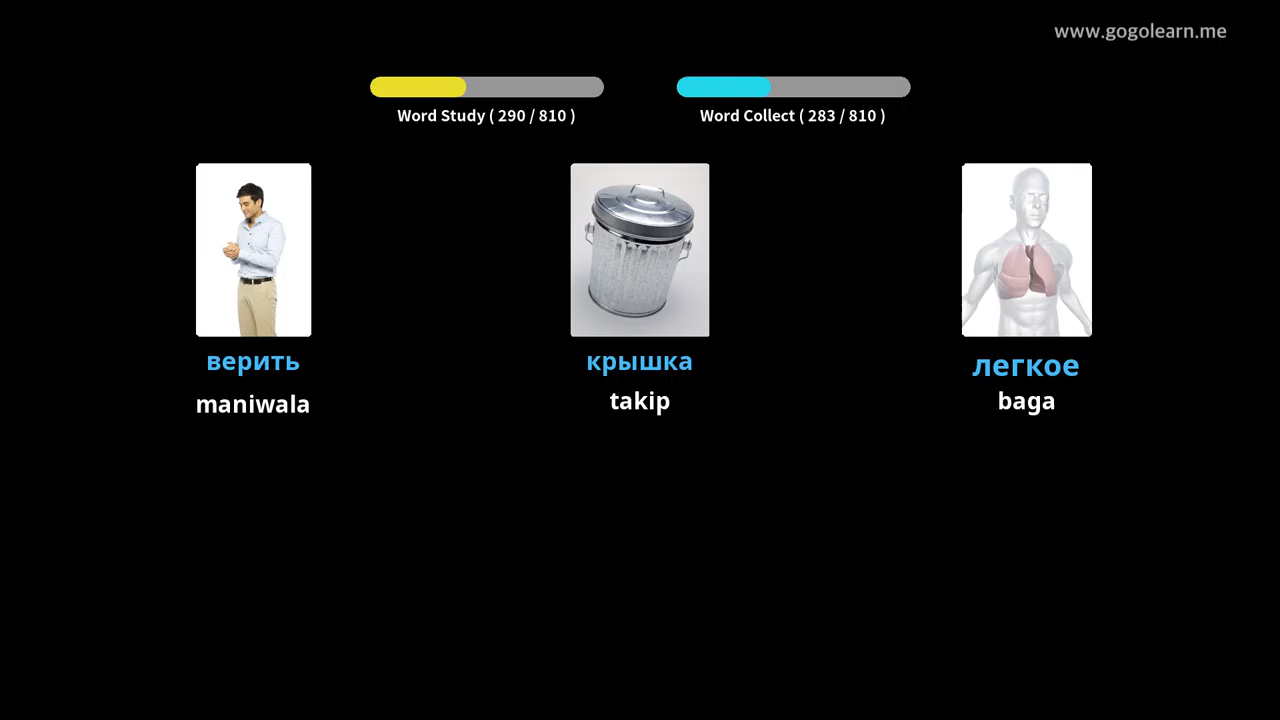 www.gogolearn.me
Word Study ( 290 / 810 )
Word Collect ( 283 / 810 )
верить
крышка
легкое
maniwala
takip
baga